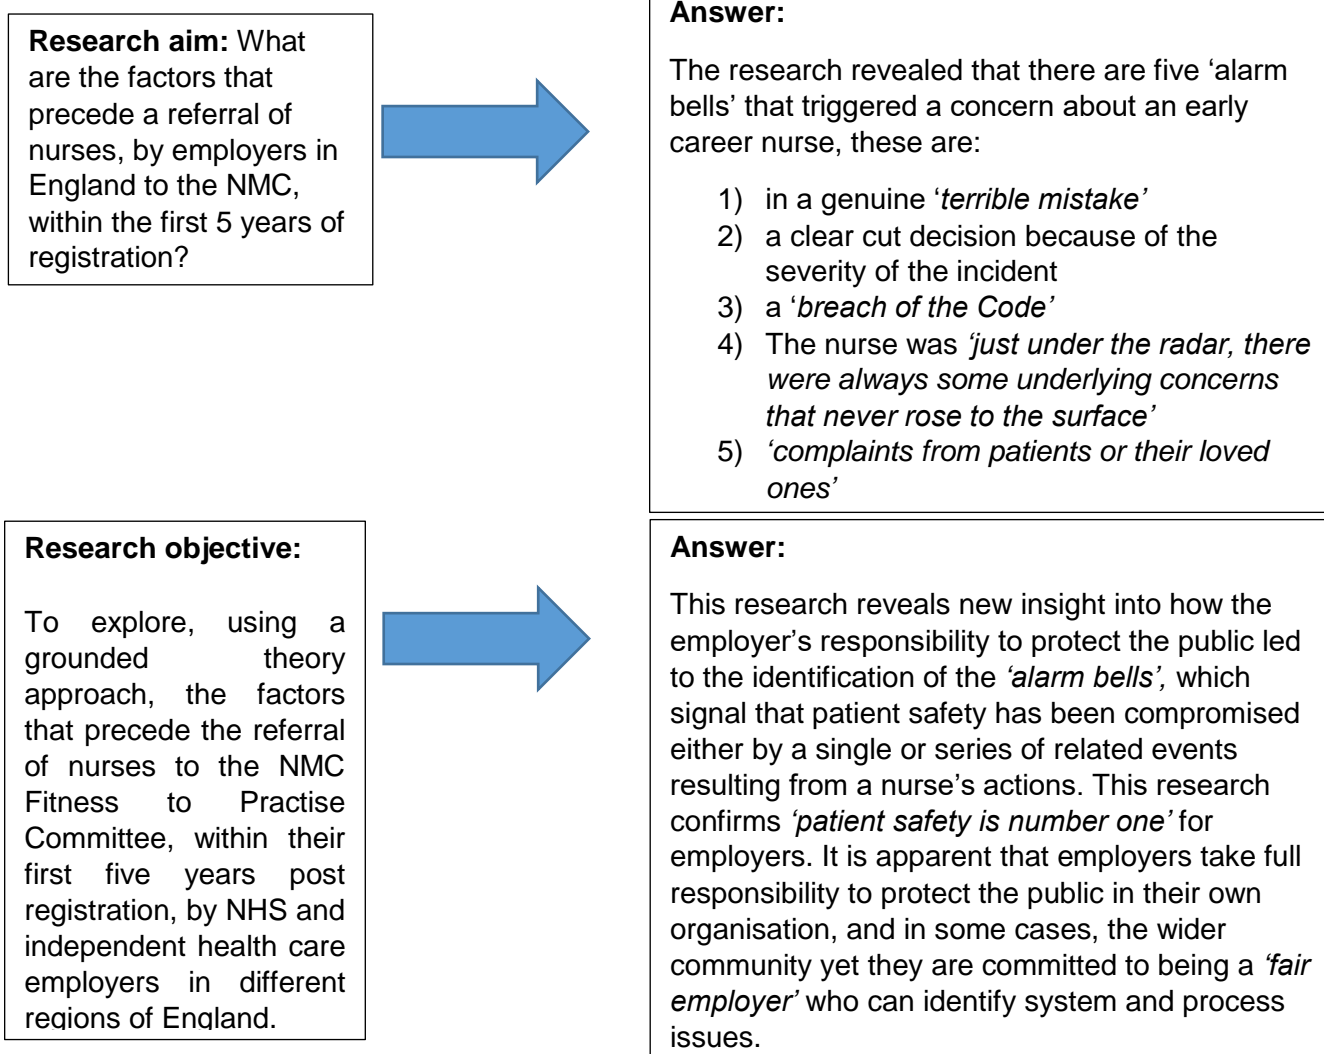 Research aim: What
are the factors that
precede a referral of
nurses, by employers in
England to the NMC,
within the first 5 years of
registration?
Answer:
The research revealed that there are five ‘alarm
bells’ that triggered a concern about an early
career nurse, these are:
1) in a genuine ‘terrible mistake’
2) a clear cut decision because of the
severity of the incident
3) a ‘breach of the Code’
4) The nurse was ‘just under the radar, there
were always some underlying concerns
that never rose to the surface’
5) ‘complaints from patients or their loved
ones’
Research objective:
To explore, using a
grounded theory
approach, the factors
that precede the referral
of nurses to the NMC
Fitness to Practise
Committee, within their
first five years post
registration, by NHS and
independent health care
employers in different
regions of England.
Answer:
This research reveals new insight into how the
employer’s responsibility to protect the public led
to the identification of the ‘alarm bells’, which
signal that patient safety has been compromised
either by a single or series of related events
resulting from a nurse’s actions. This research
confirms ‘patient safety is number one’ for
employers. It is apparent that employers take full
responsibility to protect the public in their own
organisation, and in some cases, the wider
community yet they are committed to being a ‘fair
employer’ who can identify system and process
issues.